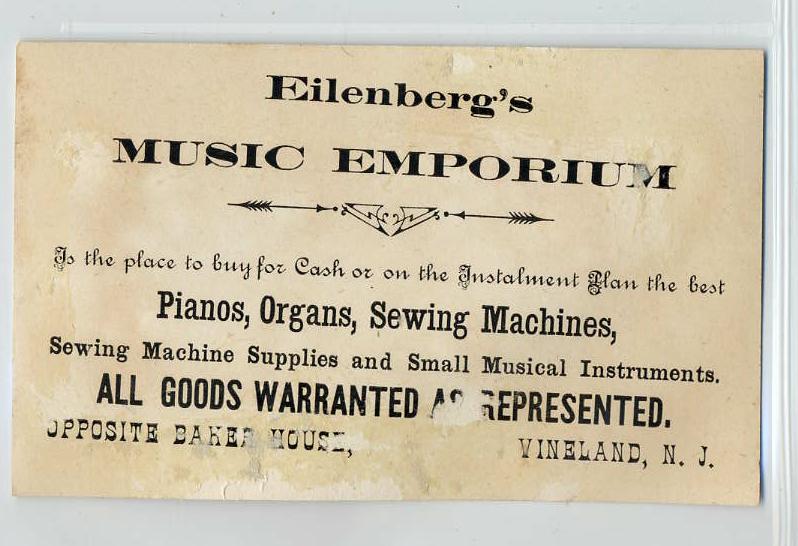 Eilenberg's
MUSIC EMPORIUM
Is the place to buy for Cash or on the Instalment Plan the best
Pianos, Organs, Sewing Machines,
Sewing Machine Supplies and Small Musical Instruments.
ALL GOODS WARRANTED AS REPRESENTED.
OPPOSITE BAKER HOUSE, VINELAND, N. J.